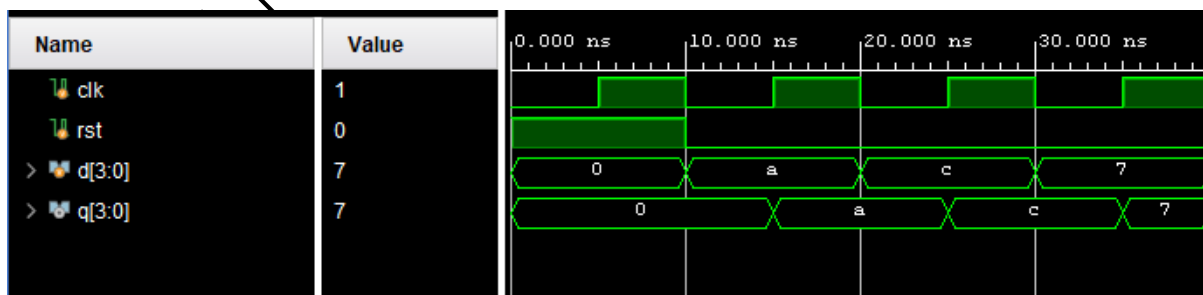 Name Value 0.000 ns 10.000 ns 20.000 ns 30.000 ns
clk 1
rst 0
> d[3:0] 7 0 a c 7
> q[3:0] 7 0 a c 7